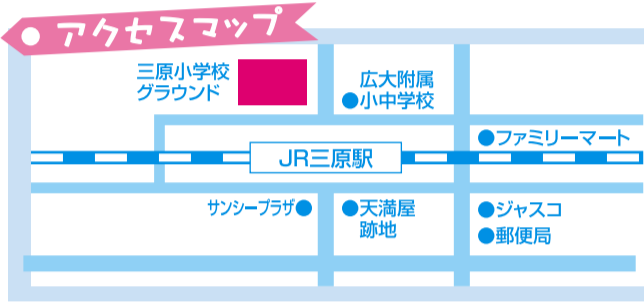 アクセスマップ
三原小学校
グラウンド
広大附属
●小中学校
●ファミリーマート
JR三原駅
サンシープラザ●
●天満屋
跡地
●ジャスコ
●郵便局